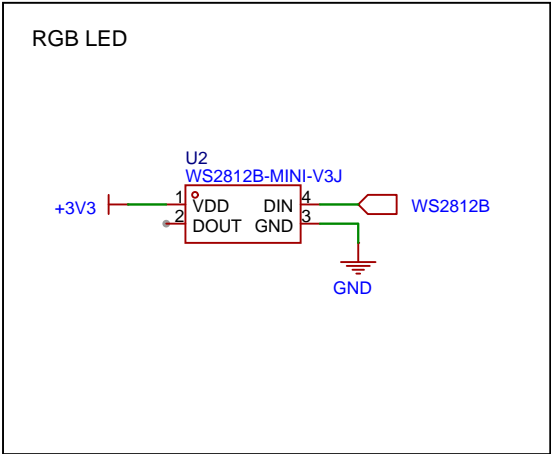 RGB LED
U2
WS2812B-MINI-V3J
+3V3 1 VDD DIN 4 WS2812B
2 DOUT GND 3
GND